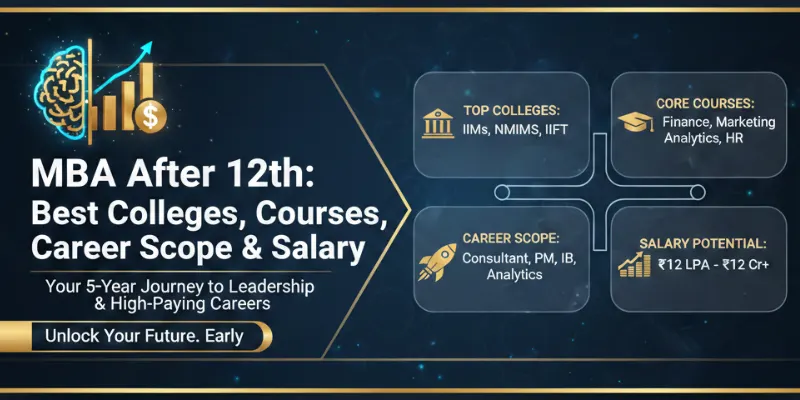 MBA After 12th:
Best Colleges, Courses,
Career Scope & Salary
Your 5-Year Journey to Leadership
& High-Paying Careers
Unlock Your Future. Early
$
TOP COLLEGES:
IIMs, NMIMS, IIFT
CORE COURSES:
Finance, Marketing
Analytics, HR
CAREER SCOPE:
Consultant, PM, IB,
Analytics
SALARY POTENTIAL:
₹12 LPA - ₹12 Cr+